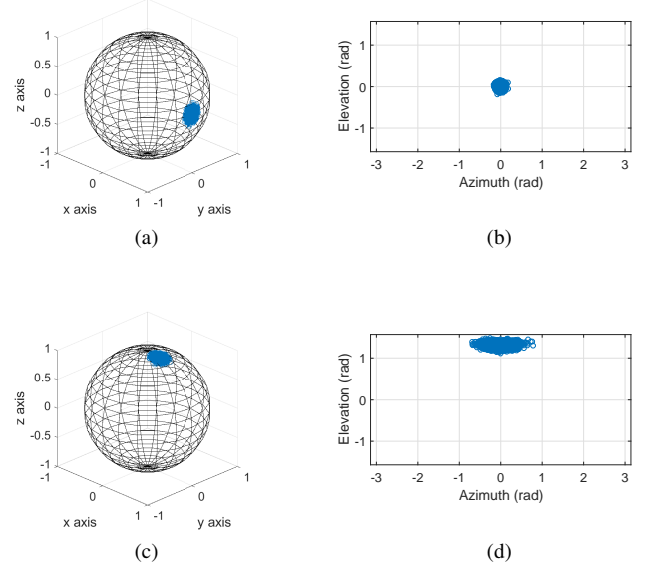 1
0.5
0
-0.5
-1
z axis
-1
0
1
x axis
-1
0
1
y axis
(a)
1
0
-1
Elevation (rad)
-3 -2 -1 0 1 2 3
Azimuth (rad)
(b)
1
0.5
0
-0.5
-1
z axis
-1
0
1
x axis
-1
0
1
y axis
(c)
1
0
-1
Elevation (rad)
-3 -2 -1 0 1 2 3
Azimuth (rad)
(d)